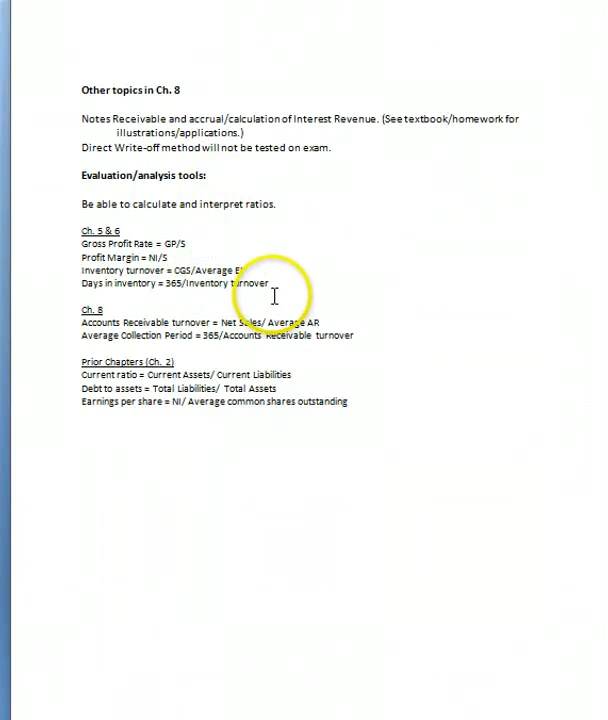 Other topics in Ch. 8
Notes Receivable and accrual/calculation of Interest Revenue. (See textbook/homework for
illustrations/applications.)
Direct Write-off method will not be tested on exam.
Evaluation/analysis tools:
Be able to calculate and interpret ratios.
Ch. 5 & 6
Gross Profit Rate = GP/S
Profit Margin = NI/S
Inventory turnover = CGS/Average
Days in inventory = 365/Inventory turnover
Ch. 8
Accounts Receivable turnover = Net Sales/ Average AR
Average Collection Period = 365/Accounts Receivable turnover
Prior Chapters (Ch. 2)
Current ratio = Current Assets/ Current Liabilities
Debt to assets = Total Liabilities/ Total Assets
Earnings per share = NI/ Average common shares outstanding